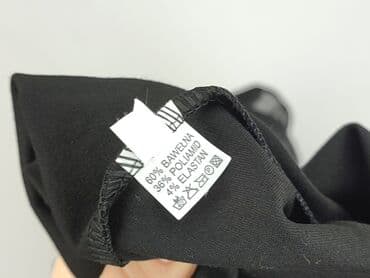 60% BAWEŁNA
36% POLIAMID
4% ELASTAN